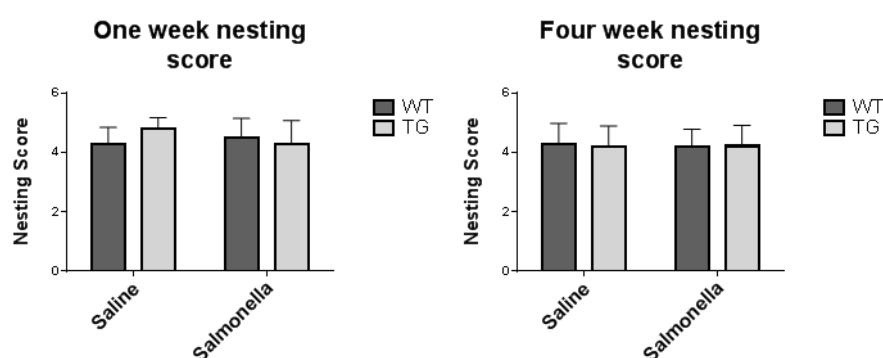 One week nesting
score
Nesting Score
6
4
2
0
Saline
Salmonella
WT
TG
Four week nesting
score
Nesting Score
6
4
2
0
Saline
Salmonella
WT
TG